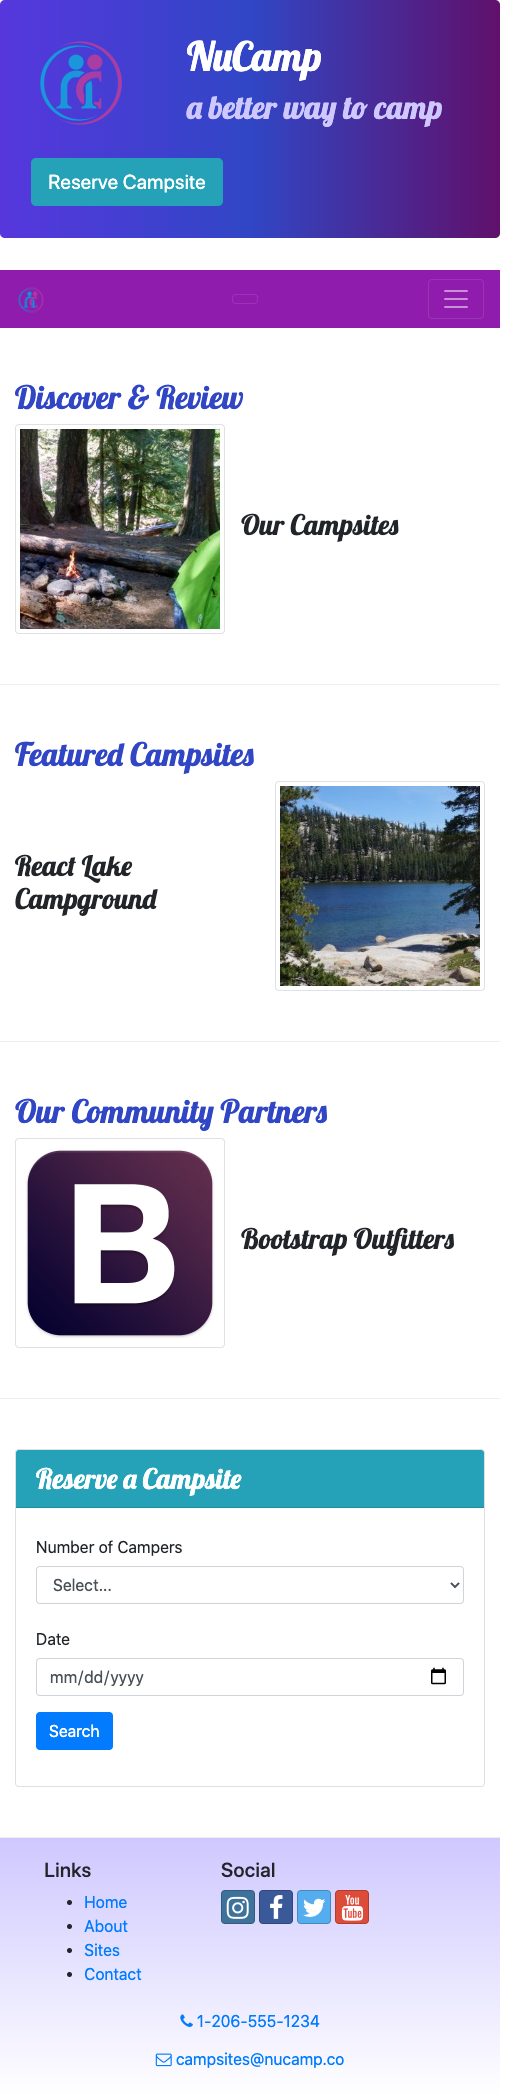 NuCamp
a better way to camp
Reserve Campsite
Discover & Review
Our Campsites
Featured Campsites
React Lake
Campground
Our Community Partners
B
Bootstrap Outfitters
Reserve a Campsite
Number of Campers
Select...
Date
mm/dd/yyyy
Search
Links
Social
Home
About
Sites
Contact
You
Tube
1-206-555-1234
campsites@nucamp.co